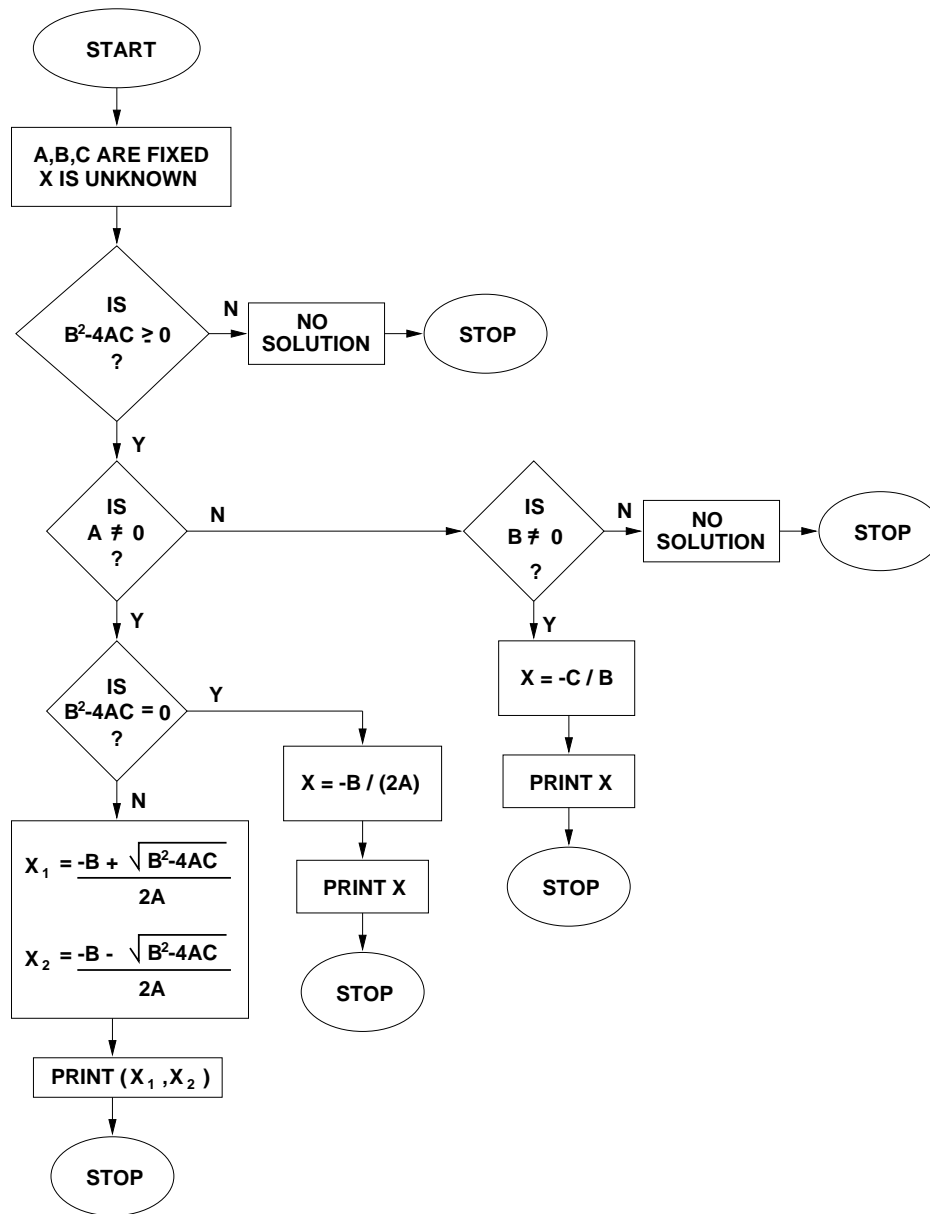 START
A,B,C ARE FIXED
X IS UNKNOWN
IS
B²-4AC ≥ 0
?
N
NO
SOLUTION
STOP
Y
IS
A ≠ 0
?
N
IS
B ≠ 0
?
N
NO
SOLUTION
STOP
Y
Y
IS
B²-4AC = 0
?
Y
X = -C / B
X = -B / (2A)
PRINT X
N
X₁ = -B + √B²-4AC
2A
X₂ = -B - √B²-4AC
2A
PRINT X
STOP
STOP
PRINT (X₁ ,X₂ )
STOP